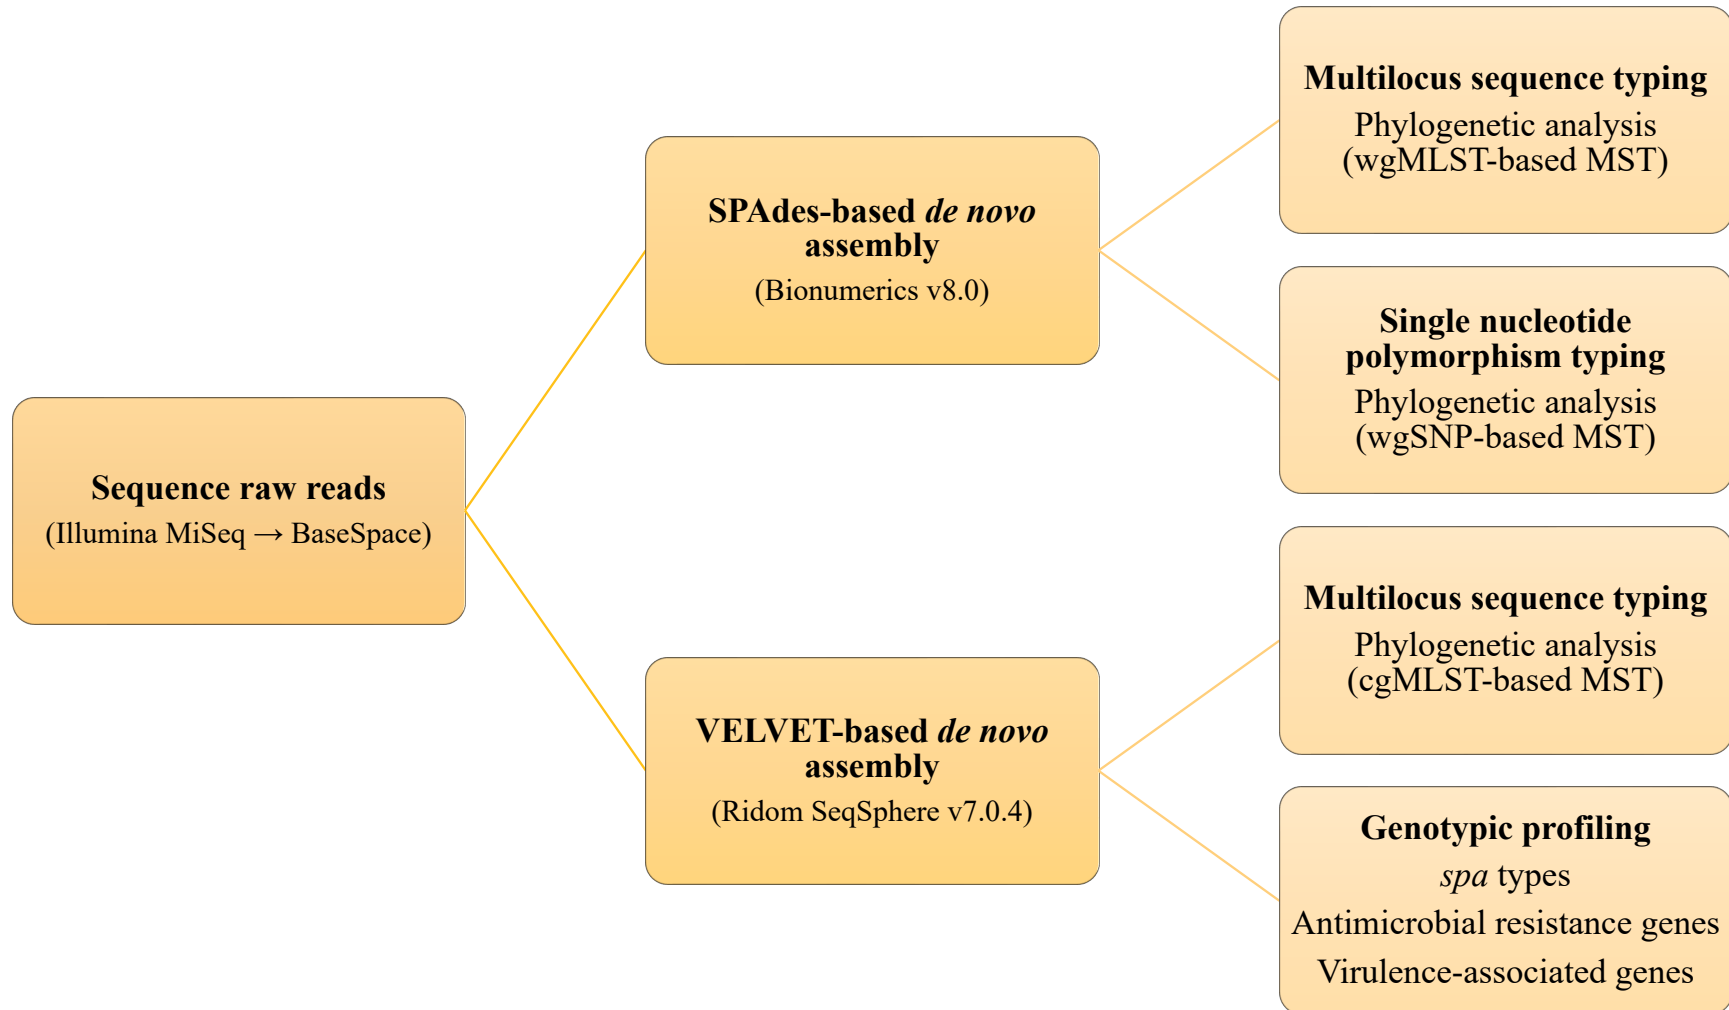 Sequence raw reads
(Illumina MiSeq → BaseSpace)
SPAdes-based de novo
assembly
(Bionumerics v8.0)
VELVET-based de novo
assembly
(Ridom SeqSphere v7.0.4)
Multilocus sequence typing
Phylogenetic analysis
(wgMLST-based MST)
Single nucleotide
polymorphism typing
Phylogenetic analysis
(wgSNP-based MST)
Multilocus sequence typing
Phylogenetic analysis
(cgMLST-based MST)
Genotypic profiling
spa types
Antimicrobial resistance genes
Virulence-associated genes